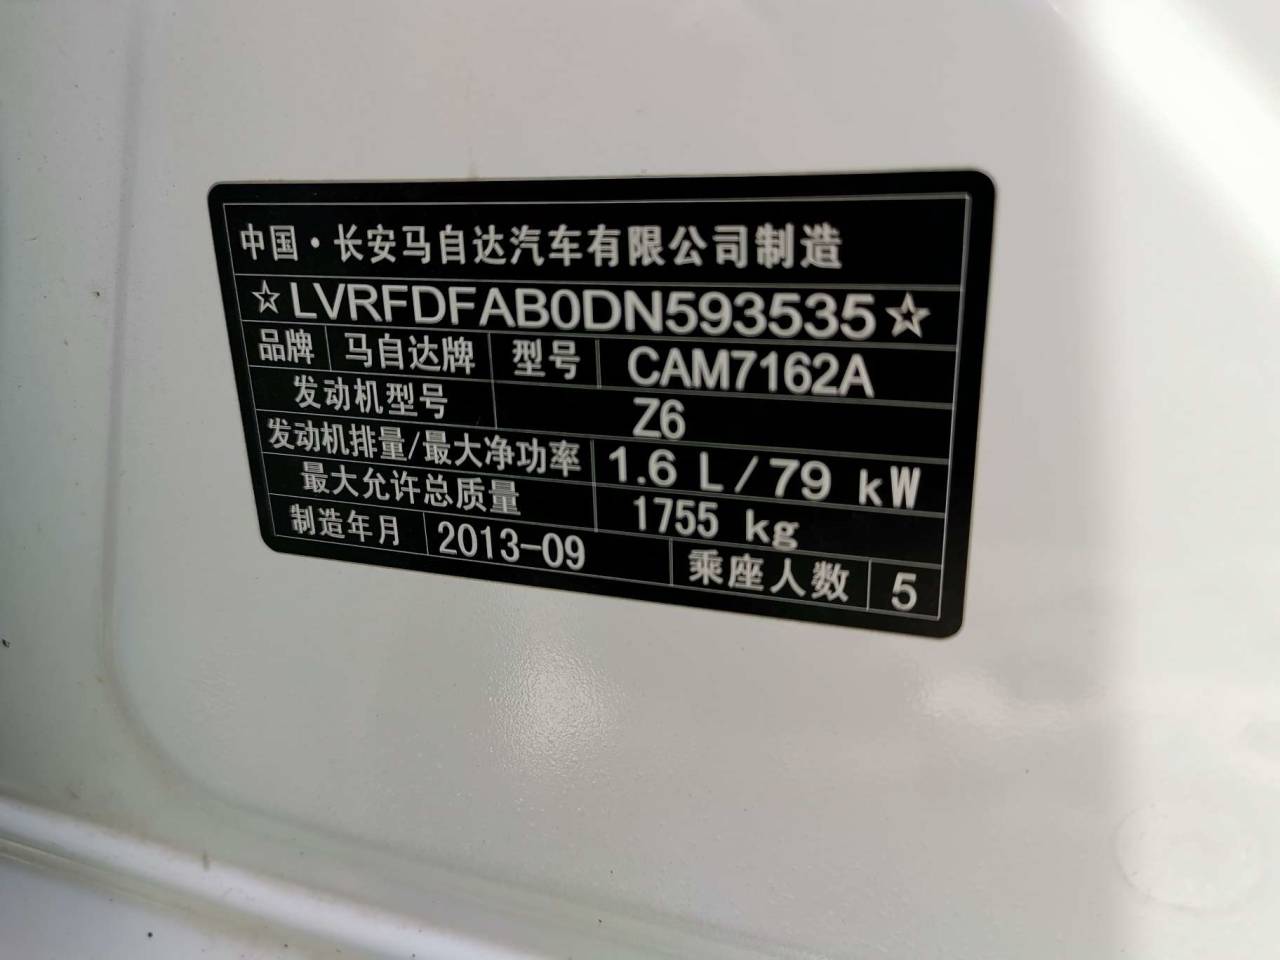 中国·长安马自达汽车有限公司制造
☆LVRFDFAB0DN593535☆
品牌 马自达牌 型号 CAM7162A
发动机型号 Z6
发动机排量/最大净功率 1.6 L/79 kW
最大允许总质量 1755 kg
制造年月 2013-09 乘座人数 5